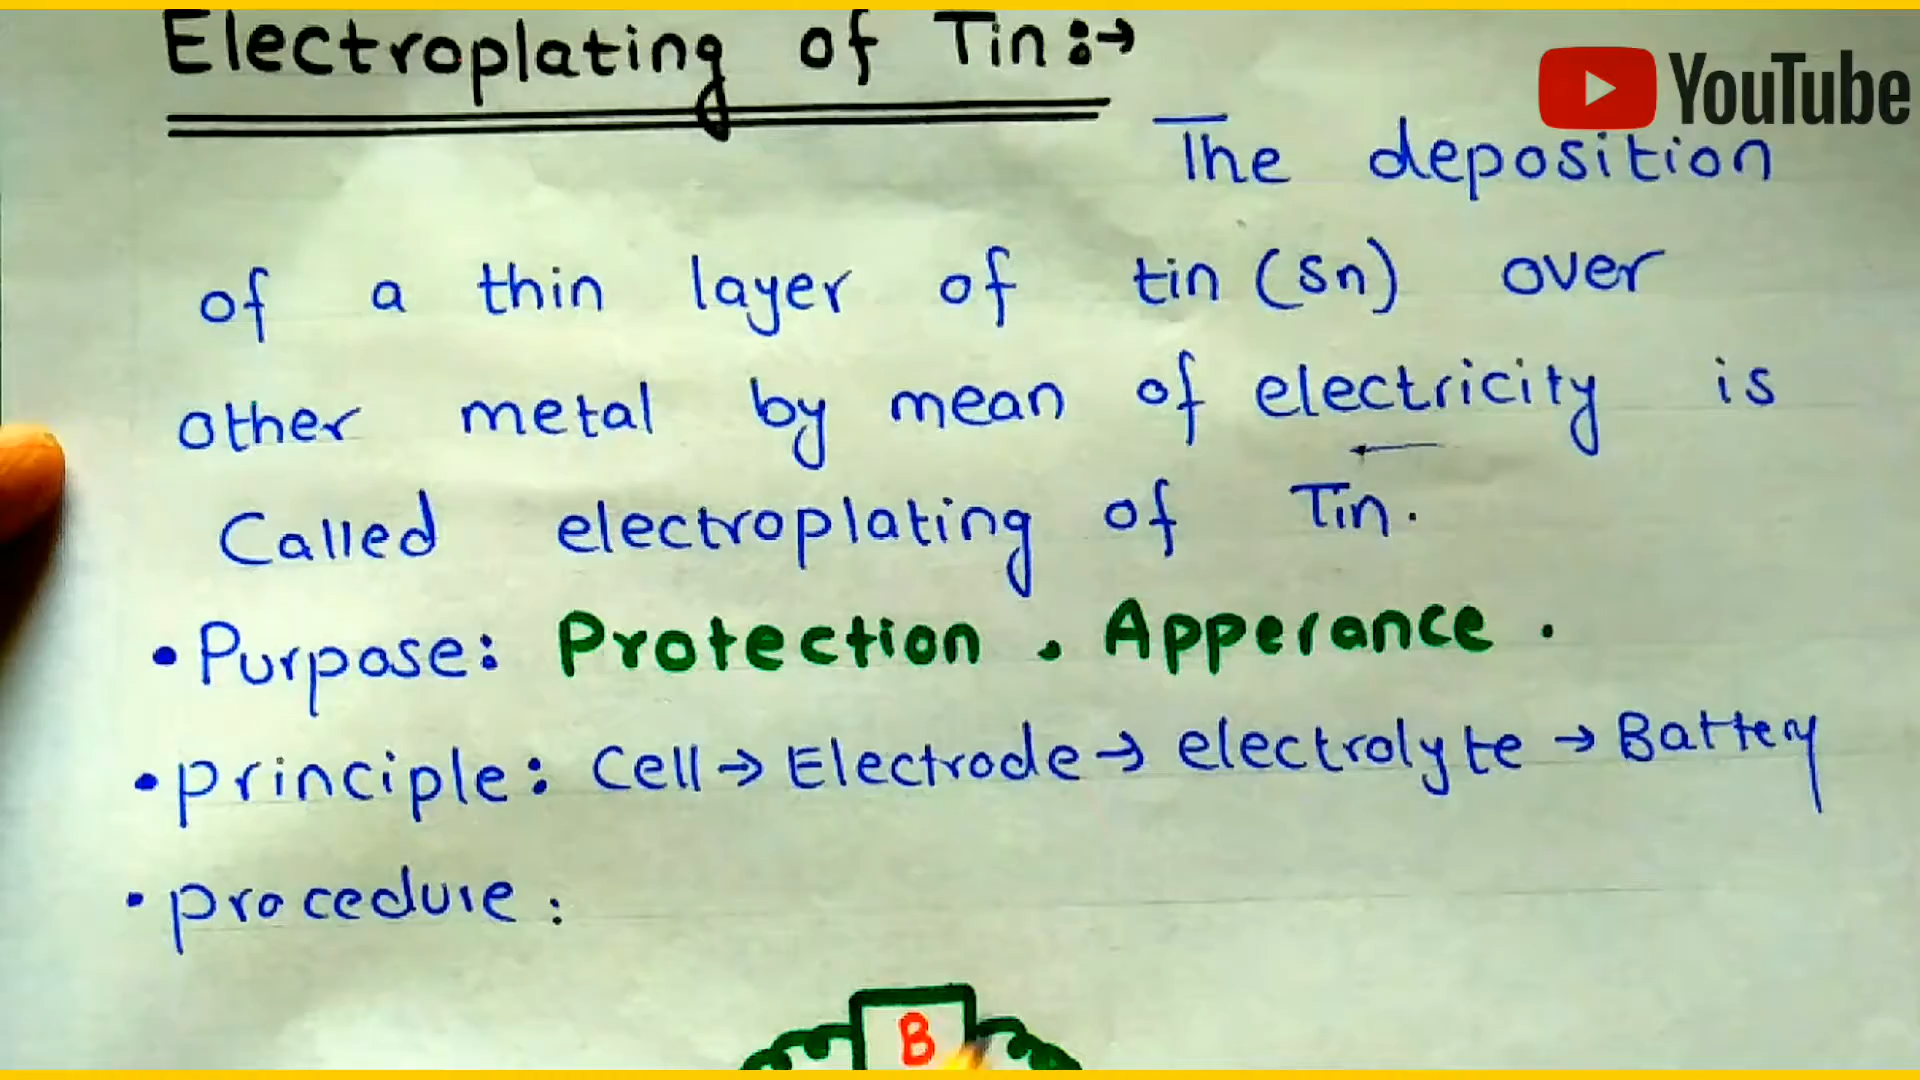 Electroplating of Tin:→
YouTube
The deposition
of a thin layer of tin (Sn) over
other metal by mean of electricity is
Called electroplating of Tin.
• Purpose: Protection . Apperance .
• principle: Cell → Electrode → electrolyte → Battery
• procedure :
B